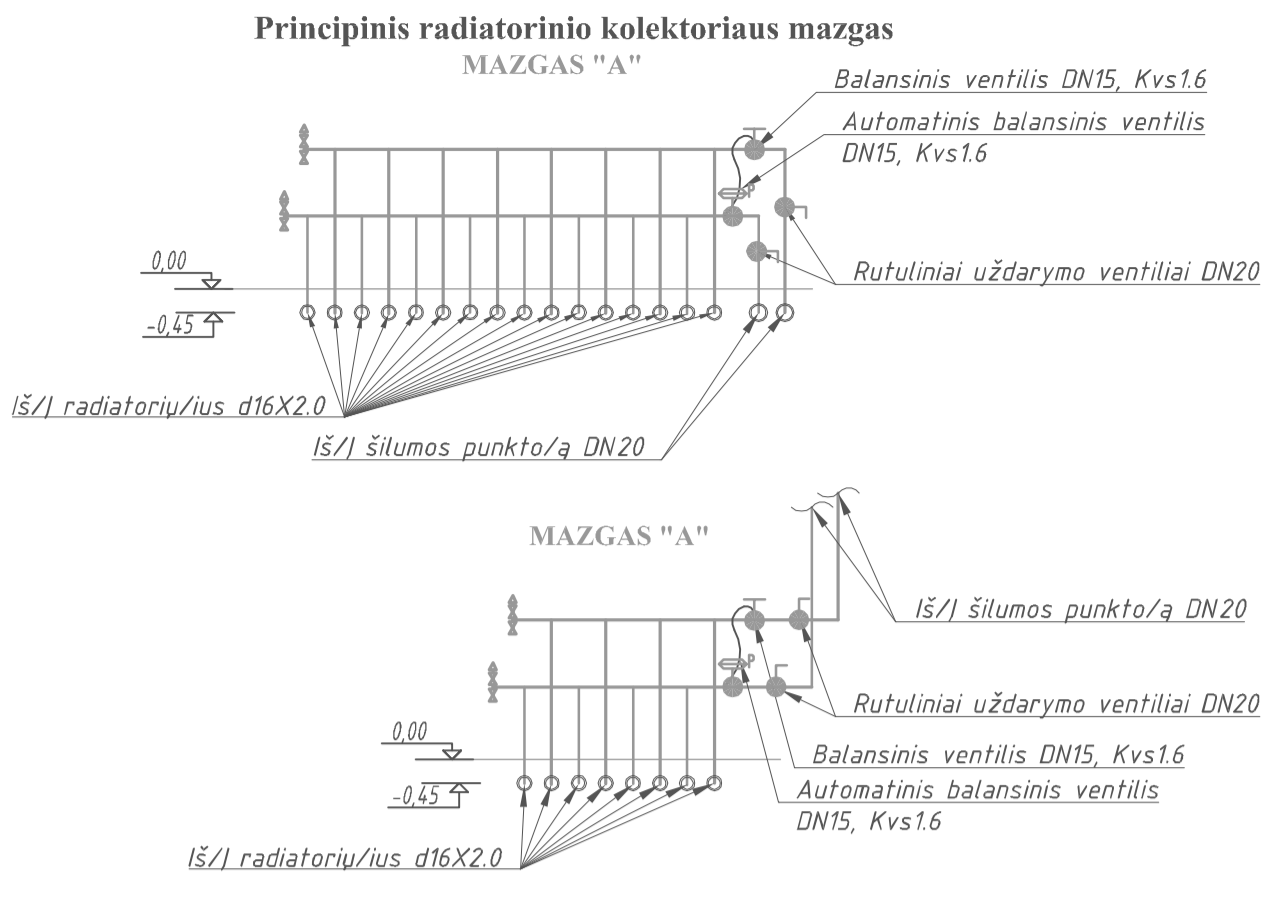 Principinis radiatorinio kolektoriaus mazgas
MAZGAS "A"
Balansinis ventilis DN15, Kvs1.6
Automatinis balansinis ventilis
DN15, Kvs1.6
P
0,00
Rutuliniai uždarymo ventiliai DN20
-0,45
Iš/Į radiatorių/ius d16X2.0
Iš/Į šilumos punkto/ą DN20
MAZGAS "A"
Iš/Į šilumos punkto/ą DN20
P
Rutuliniai uždarymo ventiliai DN20
0,00
Balansinis ventilis DN15, Kvs1.6
-0,45
Automatinis balansinis ventilis
DN15, Kvs1.6
Iš/Į radiatorių/ius d16X2.0